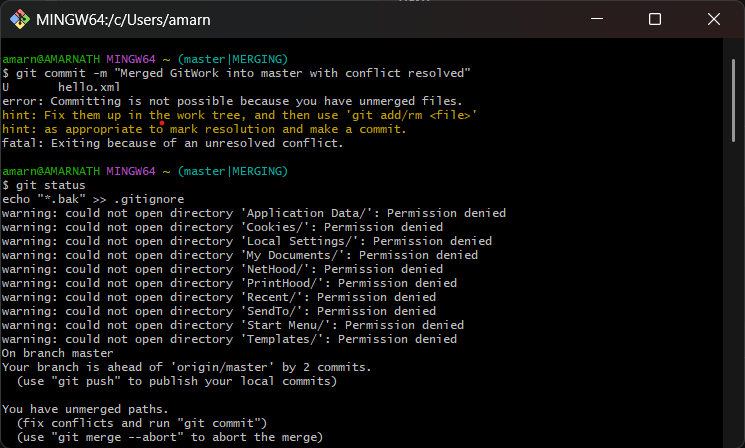 MINGW64:/c/Users/amarn
amarn@AMARNATH MINGW64 ~ (master|MERGING)
$ git commit -m "Merged GitWork into master with conflict resolved"
U       hello.xml
error: Committing is not possible because you have unmerged files.
hint: Fix them up in the work tree, and then use 'git add/rm <file>'
hint: as appropriate to mark resolution and make a commit.
fatal: Exiting because of an unresolved conflict.
amarn@AMARNATH MINGW64 ~ (master|MERGING)
$ git status
echo "*.bak" >> .gitignore
warning: could not open directory 'Application Data/': Permission denied
warning: could not open directory 'Cookies/': Permission denied
warning: could not open directory 'Local Settings/': Permission denied
warning: could not open directory 'My Documents/': Permission denied
warning: could not open directory 'NetHood/': Permission denied
warning: could not open directory 'PrintHood/': Permission denied
warning: could not open directory 'Recent/': Permission denied
warning: could not open directory 'SendTo/': Permission denied
warning: could not open directory 'Start Menu/': Permission denied
warning: could not open directory 'Templates/': Permission denied
On branch master
Your branch is ahead of 'origin/master' by 2 commits.
  (use "git push" to publish your local commits)
You have unmerged paths.
  (fix conflicts and run "git commit")
  (use "git merge --abort" to abort the merge)